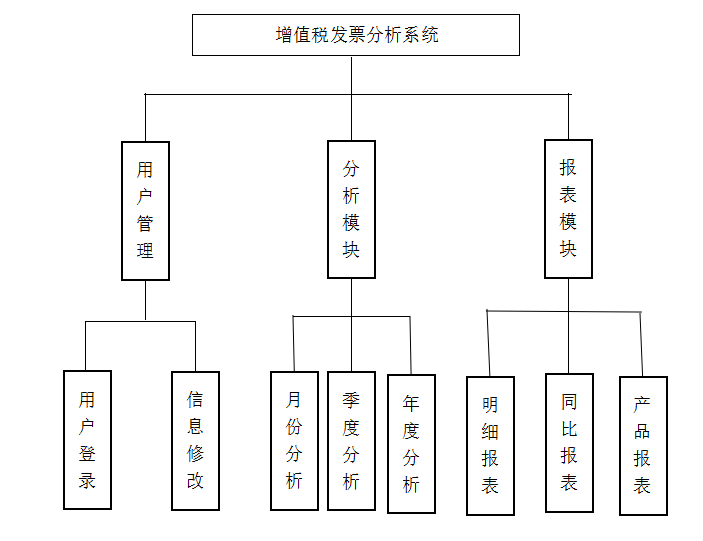 增值税发票分析系统
用户管理
分析模块
报表模块
用户登录
信息修改
月份分析
季度分析
年度分析
明细报表
同比报表
产品报表